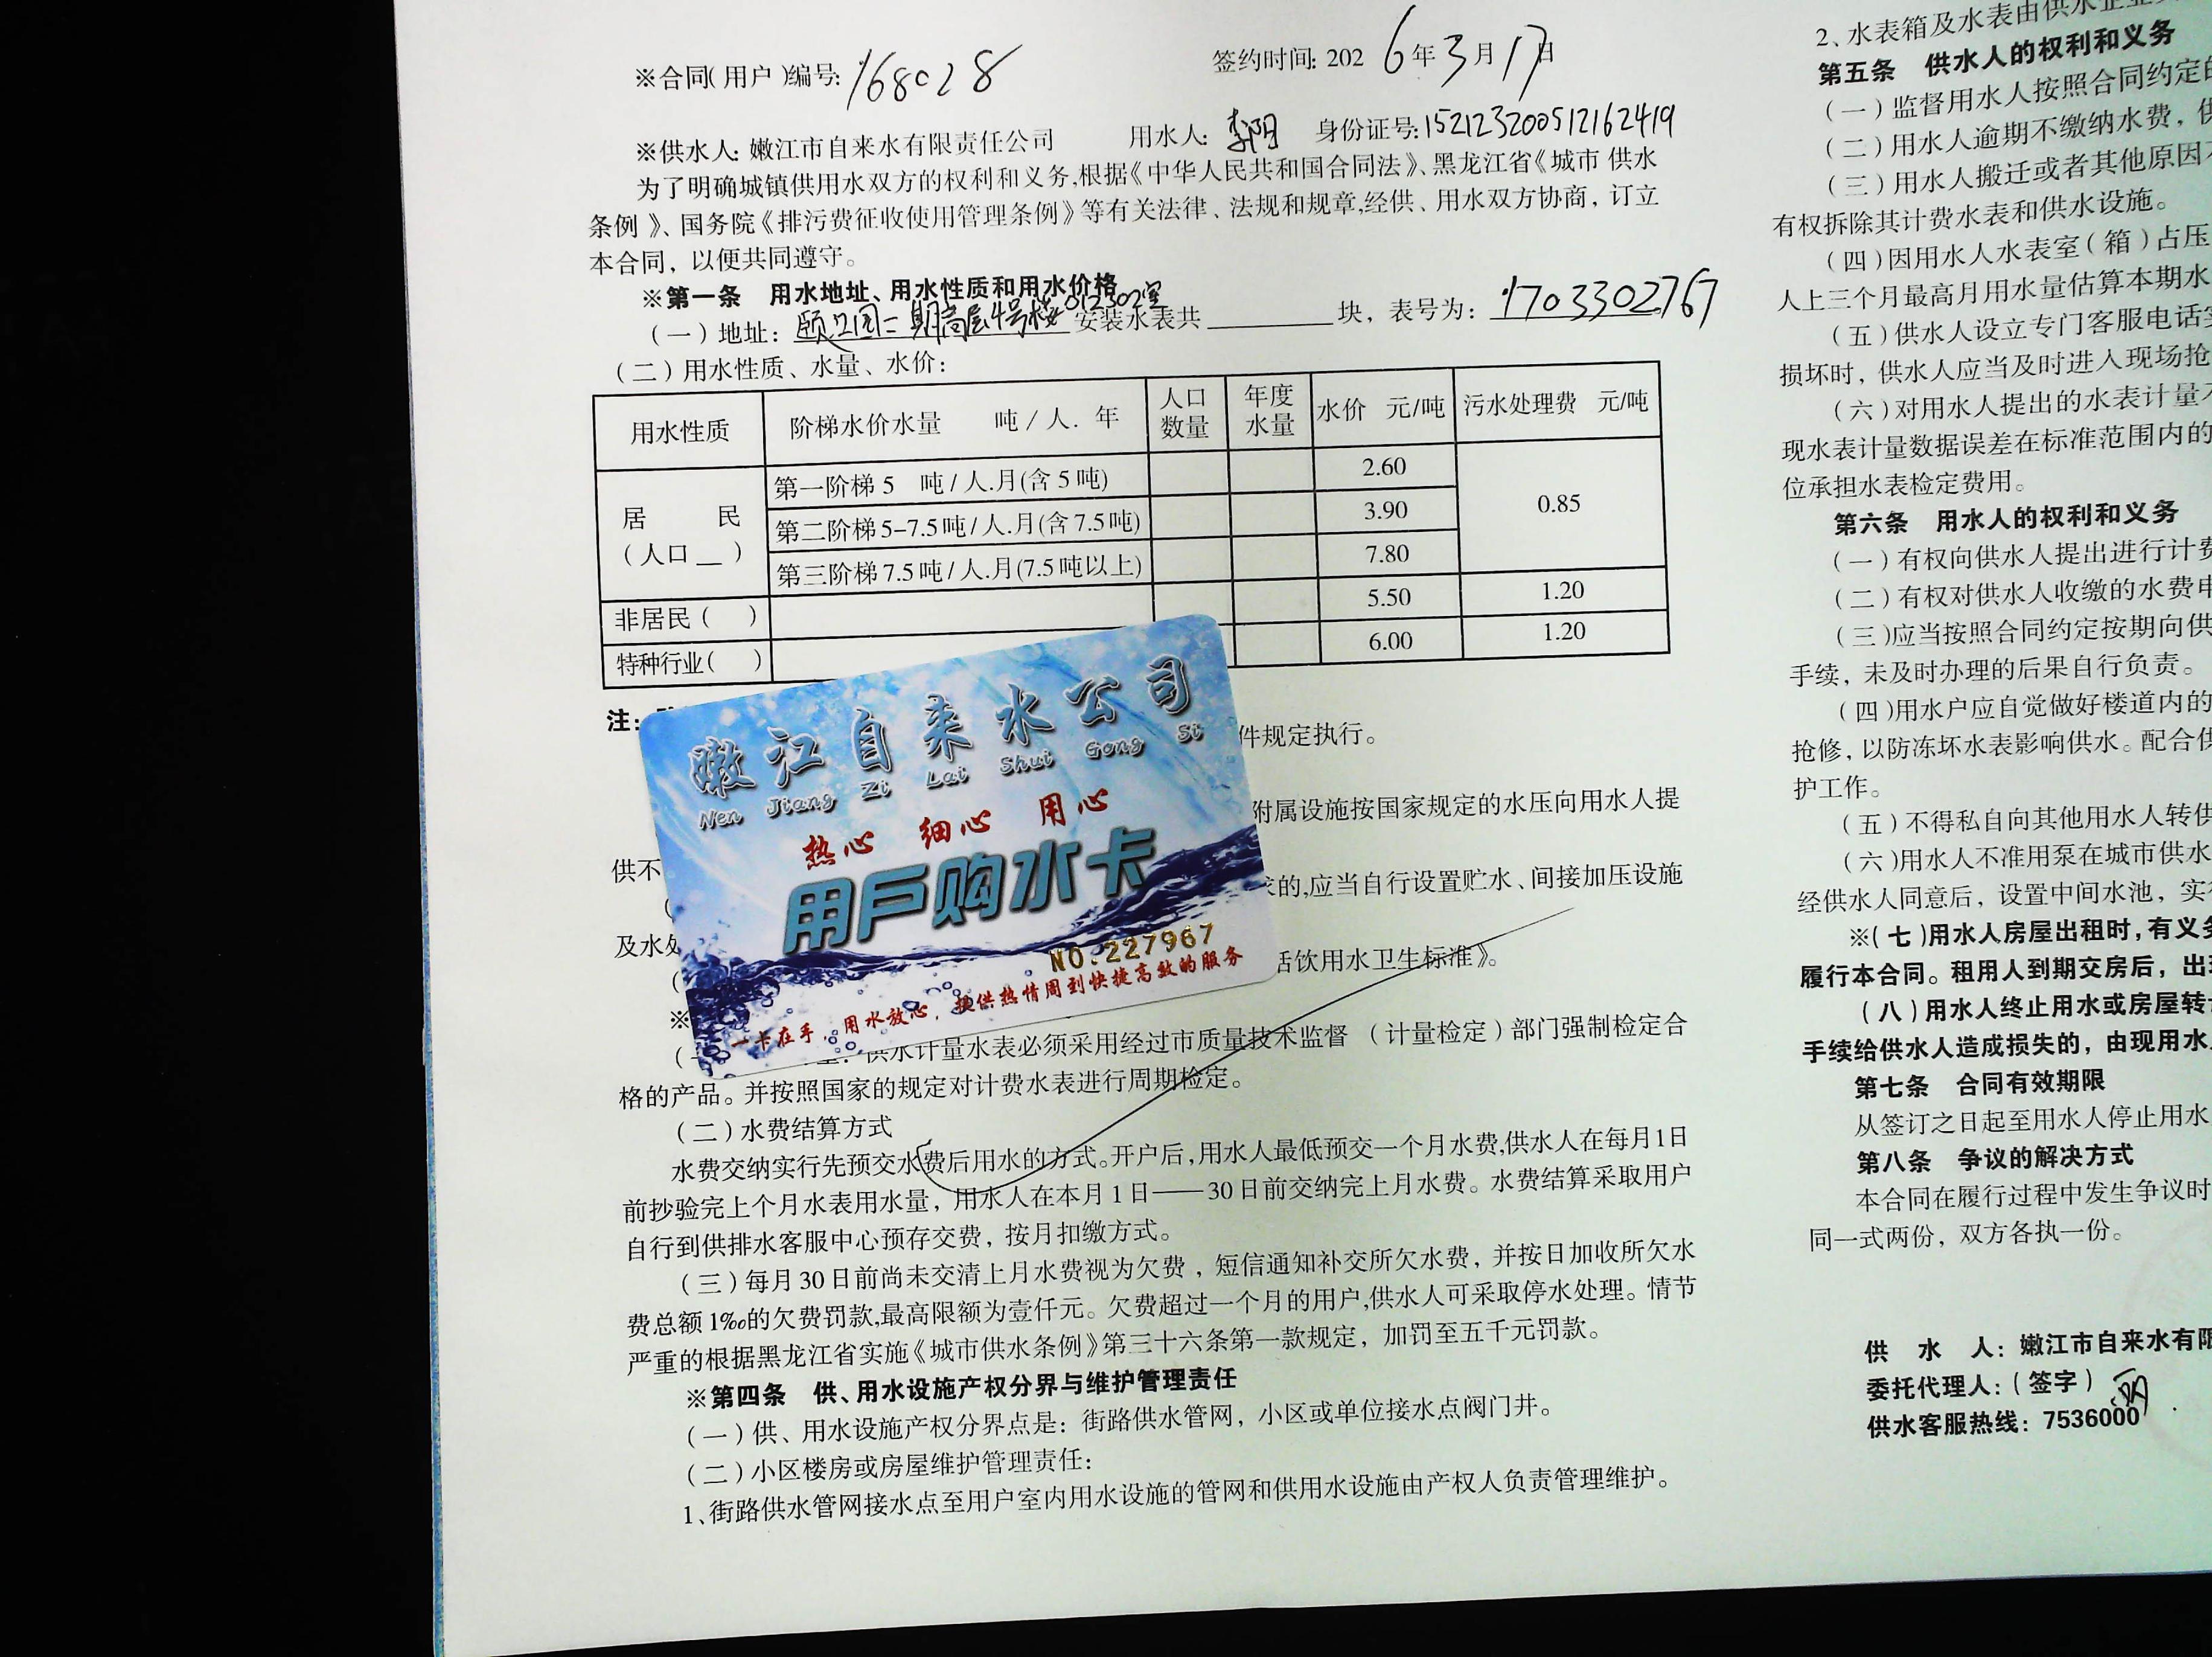 ※合同(用户)编号: 168028
签约时间: 2026年3月17日
※供水人: 嫩江市自来水有限责任公司 用水人: 李阳 身份证号: 152123200512162419
为了明确城镇供用水双方的权利和义务,根据《中华人民共和国合同法》、黑龙江省《城市 供水
条例》、国务院《排污费征收使用管理条例》等有关法律、法规和规章,经供、用水双方协商，订立
本合同，以便共同遵守。
※第一条 用水地址、用水性质和用水价格
(一)地址: 二期高层4号楼012302室 安装水表共 块，表号为: 1703302767
(二)用水性质、水量、水价:
用水性质 阶梯水价水量 吨/人.年 人口数量 年度水量 水价 元/吨 污水处理费 元/吨
居 民
(人口 )
第一阶梯5 吨/人.月(含5吨) 2.60
第二阶梯5-7.5吨/人.月(含7.5吨) 3.90 0.85
第三阶梯7.5吨/人.月(7.5吨以上) 7.80
非居民( ) 5.50 1.20
特种行业( ) 6.00 1.20
注:
件规定执行。
附属设施按国家规定的水压向用水人提
供不
的,应当自行设置贮水、间接加压设施
及水处
活饮用水卫生标准》。
※
供水计量水表必须采用经过市质量技术监督 (计量检定)部门强制检定合
格的产品。并按照国家的规定对计费水表进行周期检定。
(二)水费结算方式
水费交纳实行先预交水费后用水的方式。开户后,用水人最低预交一个月水费,供水人在每月1日
前抄验完上个月水表用水量，用水人在本月1日——30日前交纳完上月水费。水费结算采取用户
自行到供排水客服中心预存交费，按月扣缴方式。
(三)每月30日前尚未交清上月水费视为欠费，短信通知补交所欠水费，并按日加收所欠水
费总额1‰的欠费罚款,最高限额为壹仟元。欠费超过一个月的用户,供水人可采取停水处理。情节
严重的根据黑龙江省实施《城市供水条例》第三十六条第一款规定，加罚至五千元罚款。
※第四条 供、用水设施产权分界与维护管理责任
(一)供、用水设施产权分界点是: 街路供水管网，小区或单位接水点阀门井。
(二)小区楼房或房屋维护管理责任:
1、街路供水管网接水点至用户室内用水设施的管网和供用水设施由产权人负责管理维护。
嫩江自来水公司
Nen Jiang Zi Lai Shui Gong Si
热心 细心 用心
用户购水卡
NO.227967
一卡在手，用水放心，提供热情周到快捷高效的服务
2、水表箱及水表由供水企业
第五条 供水人的权利和义务
(一)监督用水人按照合同约定的
(二)用水人逾期不缴纳水费，供
(三)用水人搬迁或者其他原因不
有权拆除其计费水表和供水设施。
(四)因用水人水表室(箱)占压
人上三个月最高月用水量估算本期水
(五)供水人设立专门客服电话
损坏时，供水人应当及时进入现场抢
(六)对用水人提出的水表计量不
现水表计量数据误差在标准范围内的
位承担水表检定费用。
第六条 用水人的权利和义务
(一)有权向供水人提出进行计费
(二)有权对供水人收缴的水费申
(三)应当按照合同约定按期向供
手续，未及时办理的后果自行负责。
(四)用水户应自觉做好楼道内的
抢修，以防冻坏水表影响供水。配合供
护工作。
(五)不得私自向其他用水人转供
(六)用水人不准用泵在城市供水
经供水人同意后，设置中间水池，实
※(七)用水人房屋出租时,有义务
履行本合同。租用人到期交房后，出
(八)用水人终止用水或房屋转
手续给供水人造成损失的，由现用水
第七条 合同有效期限
从签订之日起至用水人停止用水
第八条 争议的解决方式
本合同在履行过程中发生争议时
同一式两份，双方各执一份。
供 水 人: 嫩江市自来水有限
委托代理人: (签字)
供水客服热线: 7536000